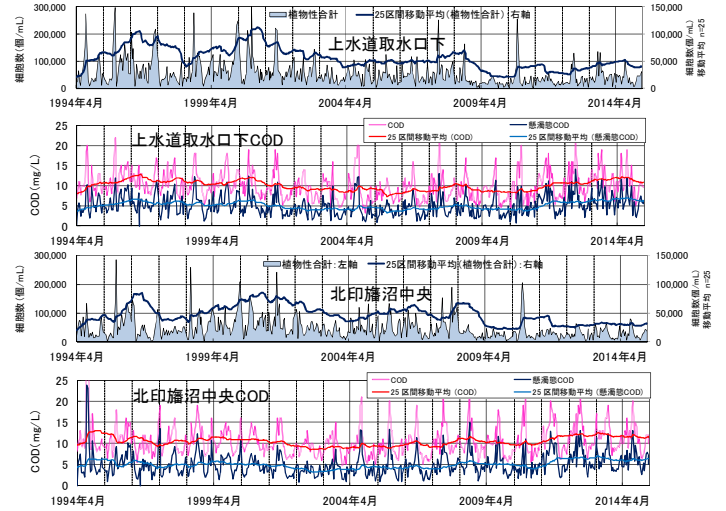 植物性合計 25区間移動平均(植物性合計)右軸
上水道取水口下
細胞数(個/mL)
300,000
200,000
100,000
0
150,000
100,000
50,000
0
細胞数個/mL)
移動平均 n=25
1994年4月 1999年4月 2004年4月 2009年4月 2014年4月
上水道取水口下COD
COD 懸濁態COD
25 区間移動平均 (COD) 25 区間移動平均 (懸濁態COD)
COD(mg/L)
25
20
15
10
5
0
1994年4月 1999年4月 2004年4月 2009年4月 2014年4月
植物性合計:左軸 25区間移動平均(植物性合計):右軸
北印旛沼中央
細胞数(個/mL)
300,000
200,000
100,000
0
150,000
100,000
50,000
0
細胞数個/mL)
移動平均 n=25
1994年4月 1999年4月 2004年4月 2009年4月 2014年4月
北印旛沼中央COD
COD 懸濁態COD
25 区間移動平均 (COD) 25 区間移動平均 (懸濁態COD)
COD(mg/L)
25
20
15
10
5
0
1994年4月 1999年4月 2004年4月 2009年4月 2014年4月